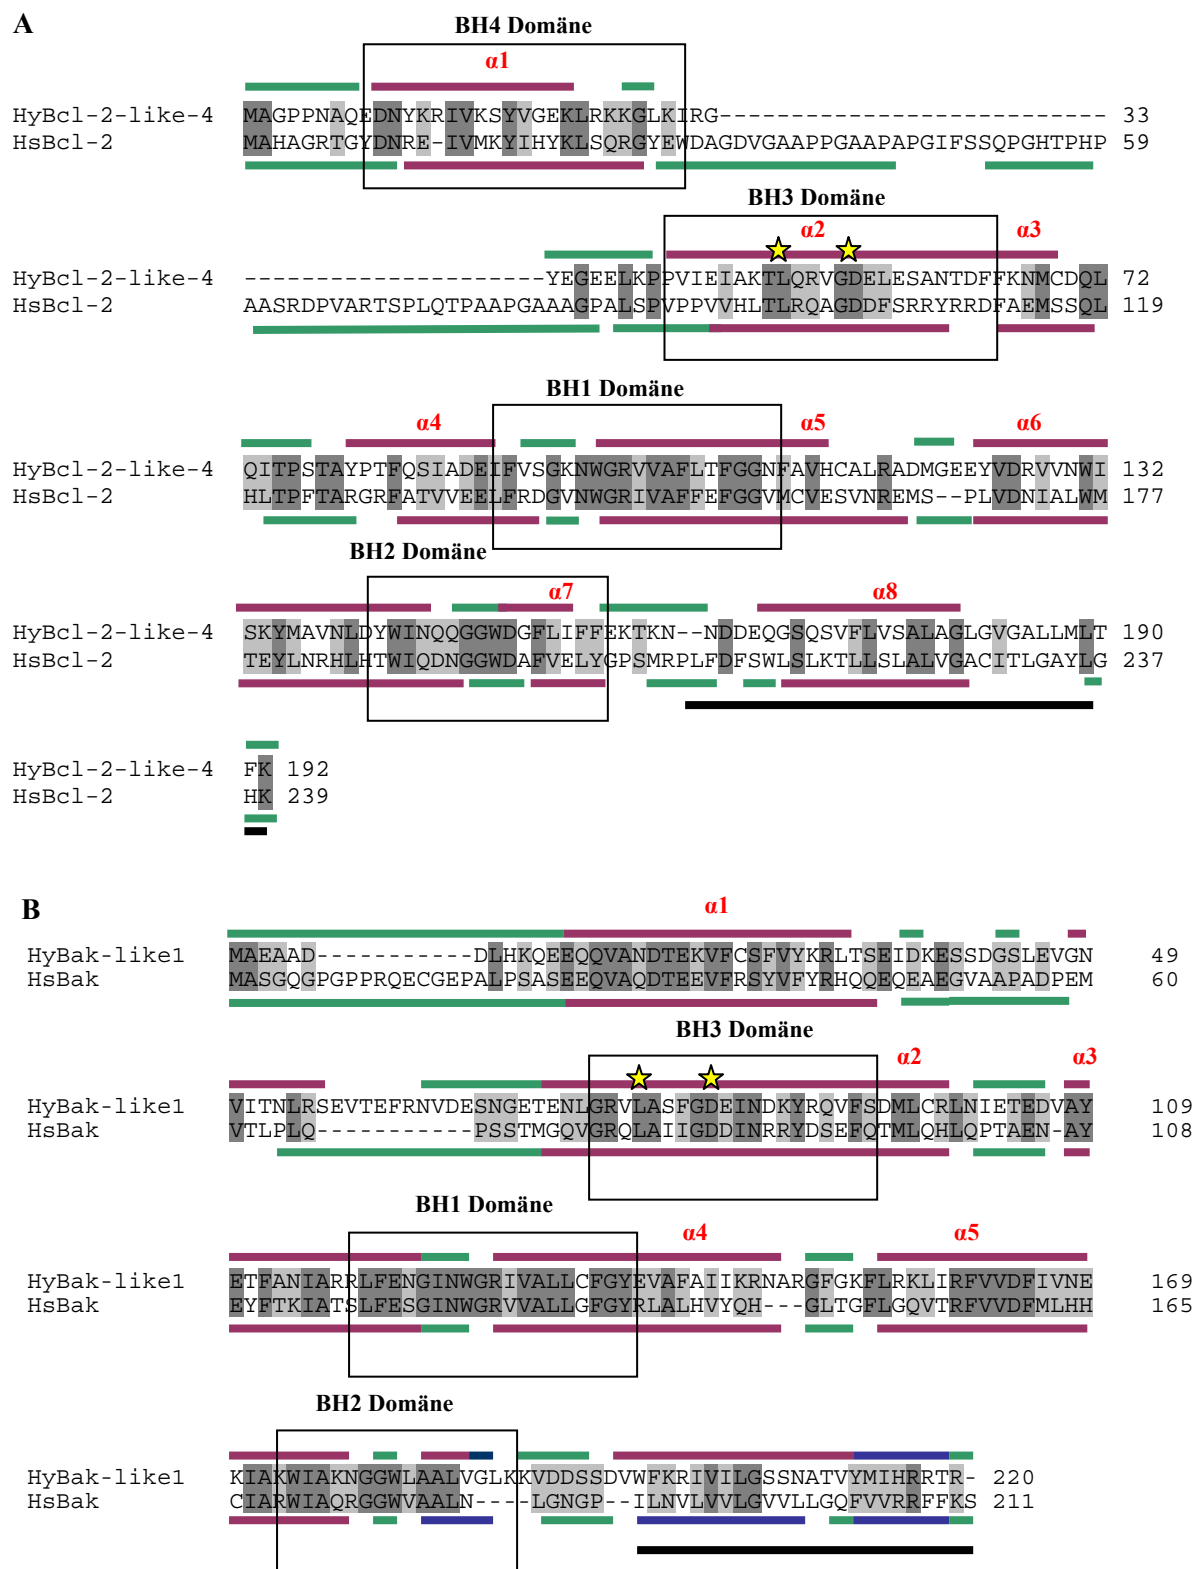 A
BH4 Domäne
α1
HyBcl-2-like-4 MAGPPNAQEDNYKRIVKSYVGEKLRKKGLKIRG--------------------------- 33
HsBcl-2 MAHAGRTGYDNRE-IVMKYIHYKLSQRGYEWDAGDVGAAPPGAAPAPGIFSSQPGHTPHP 59
BH3 Domäne
α2 α3
HyBcl-2-like-4 ---------------------YEGEELKPPVIEIAKTLQRVGDELESANTDFFKNMCDQL 72
HsBcl-2 AASRDPVARTSPLQTPAAPGAAAGPALSPVPPVVHLTLRQAGDDFSRRYRRDFAEMSSQL 119
BH1 Domäne
α4 α5 α6
HyBcl-2-like-4 QITPSTAYPTFQSIADEIFVSGKNWGRVVAFLTFGGNFAVHCALRADMGEEYVDRVVNWI 132
HsBcl-2 HLTPFTARGRFATVVEELFRDGVNWGRIVAFFEFGGVMCVESVNREMS--PLVDNIALWM 177
BH2 Domäne
α7 α8
HyBcl-2-like-4 SKYMAVNLDYWINQQGGWDGFLIFFEKTKN--NDDEQGSQSVFLVSALAGLGVGALLMLT 190
HsBcl-2 TEYLNRHLHTWIQDNGGWDAFVELYGPSMRPLFDFSWLSLKTLLSLALVGACITLGAYLG 237
HyBcl-2-like-4 FK 192
HsBcl-2 HK 239
B
α1
HyBak-like1 MAEAAD-----------DLHKQEEQQVANDTEKVFCSFVYKRLTSEIDKESSDGSLEVGN 49
HsBak MASGQGPGPPRQECGEPALPSASEEQVAQDTEEVFRSYVFYRHQQEQEAEGVAAPADPEM 60
BH3 Domäne
α2 α3
HyBak-like1 VITNLRSEVTEFRNVDESNGETENLGRVLASFGDEINDKYRQVFSDMLCRLNIETEDVAY 109
HsBak VTLPLQ-----------PSSTMGQVGRQLAIIGDDINRRYDSEFQTMLQHLQPTAEN-AY 108
BH1 Domäne
α4 α5
HyBak-like1 ETFANIARRLFENGINWGRIVALLCFGYEVAFAIIKRNARGFGKFLRKLIRFVVDFIVNE 169
HsBak EYFTKIATSLFESGINWGRVVALLGFGYRLALHVYQH---GLTGFLGQVTRFVVDFMLHH 165
BH2 Domäne
HyBak-like1 KIAKWIAKNGGWLAALVGLKKVDDSSDVWFKRIVILGSSNATVYMIHRRTR- 220
HsBak CIARWIAQRGGWVAALN----LGNGP--ILNVLVVLGVVLLGQFVVRRFFKS 211